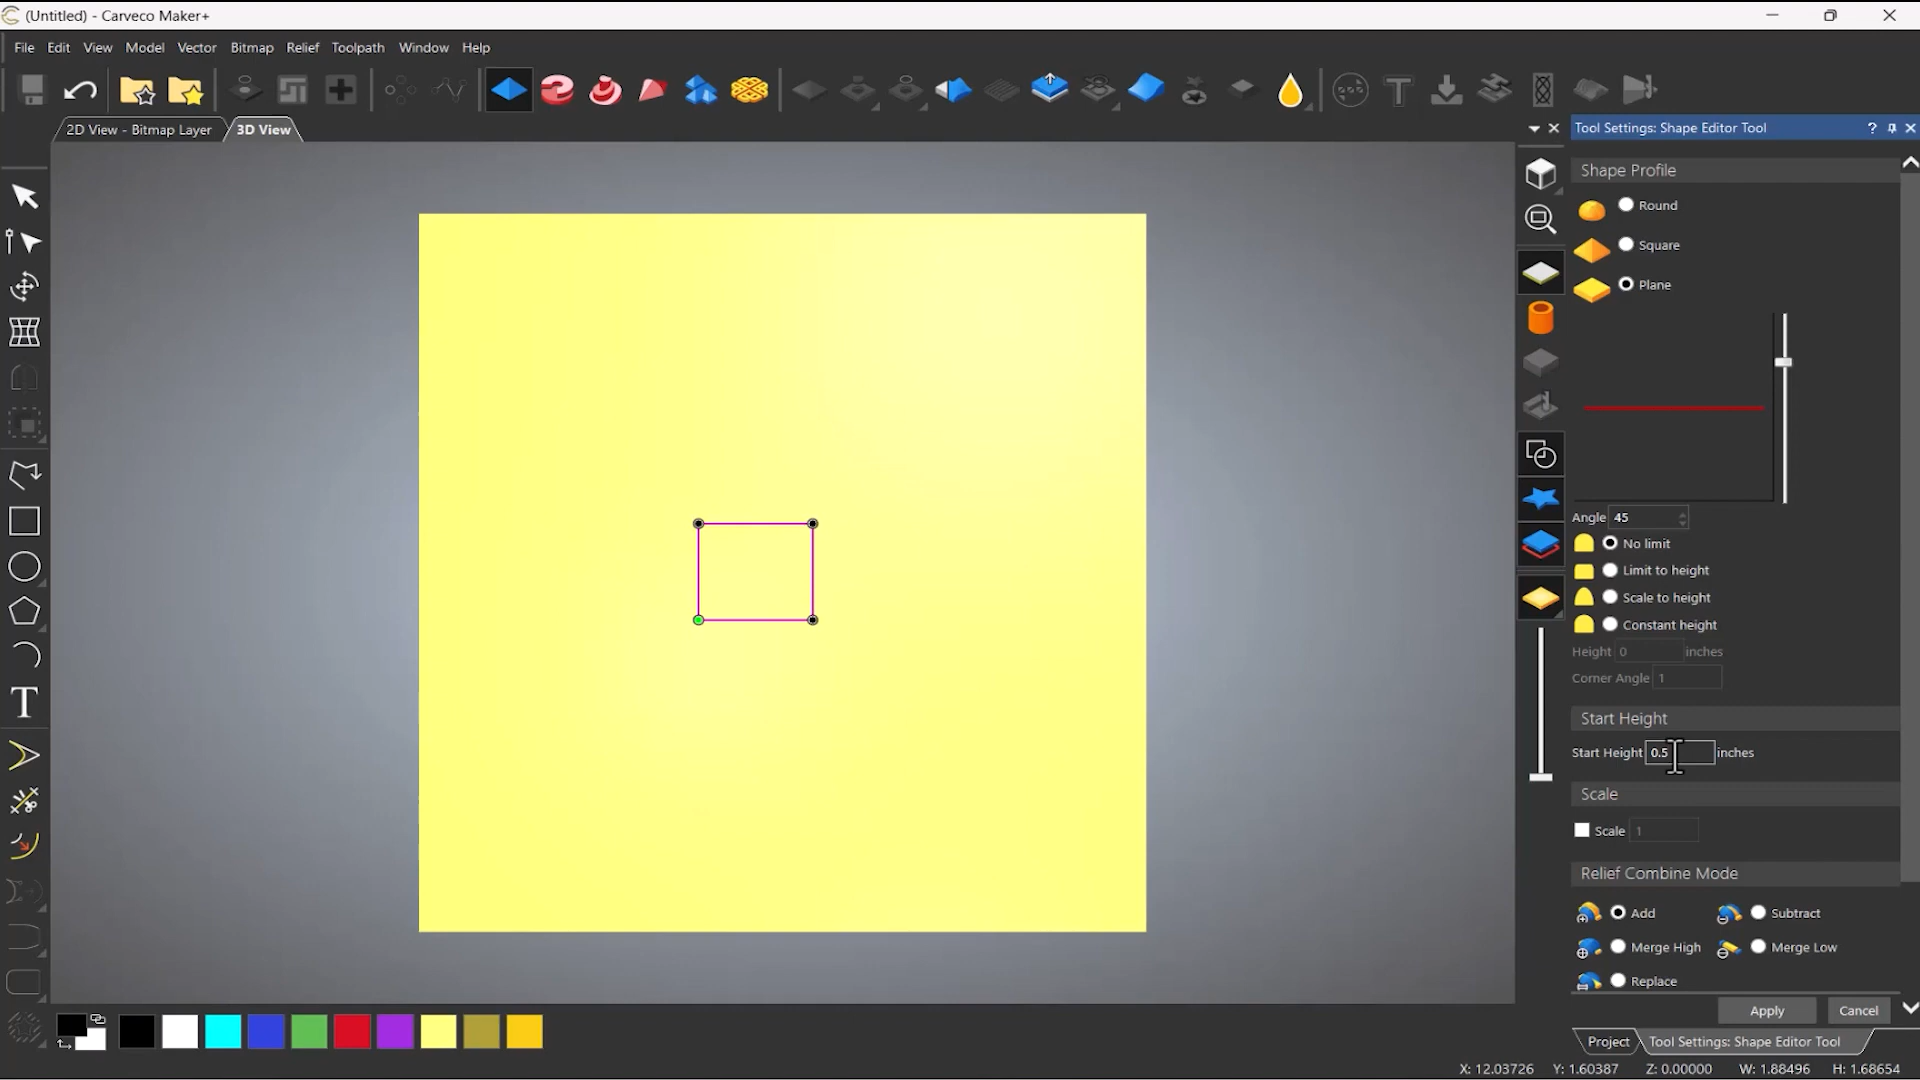 (Untitled) - Carveco Maker+
File Edit View Model Vector Bitmap Relief Toolpath Window Help
2D View - Bitmap Layer 3D View
Tool Settings: Shape Editor Tool
Shape Profile
Round
Square
Plane
Angle 45
No limit
Limit to height
Scale to height
Constant height
Height 0 inches
Corner Angle 1
Start Height
Start Height 0.5 inches
Scale
Scale 1
Relief Combine Mode
Add Subtract
Merge High Merge Low
Replace
Apply Cancel
Project Tool Settings: Shape Editor Tool
X: 12.03726 Y: 1.60387 Z: 0.00000 W: 1.88496 H: 1.68654